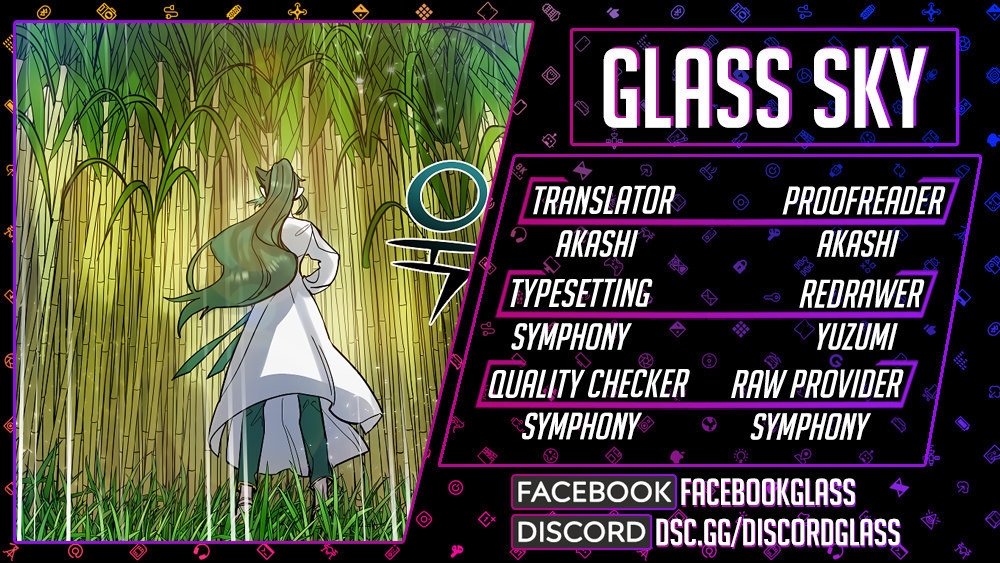 GLASS SKY
TRANSLATOR PROOFREADER
AKASHI AKASHI
TYPESETTING REDRAWER
SYMPHONY YUZUMI
QUALITY CHECKER RAW PROVIDER
SYMPHONY SYMPHONY
FACEBOOK FACEBOOKGLASS
DISCORD DSC.GG/DISCORDGLASS